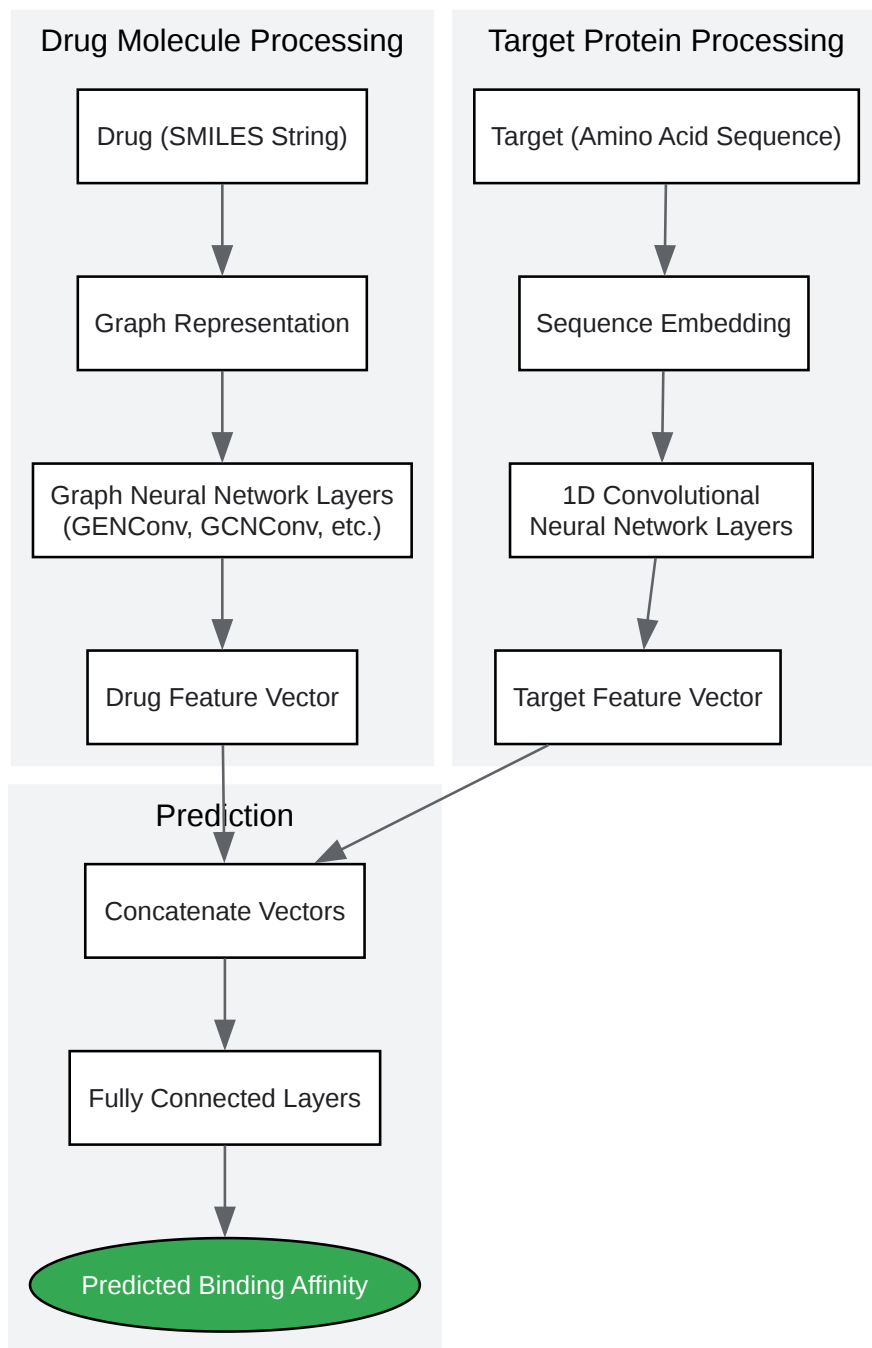 Drug Molecule Processing
Drug (SMILES String)
Graph Representation
Graph Neural Network Layers
(GENConv, GCNConv, etc.)
Drug Feature Vector
Target Protein Processing
Target (Amino Acid Sequence)
Sequence Embedding
1D Convolutional
Neural Network Layers
Target Feature Vector
Prediction
Concatenate Vectors
Fully Connected Layers
Predicted Binding Affinity